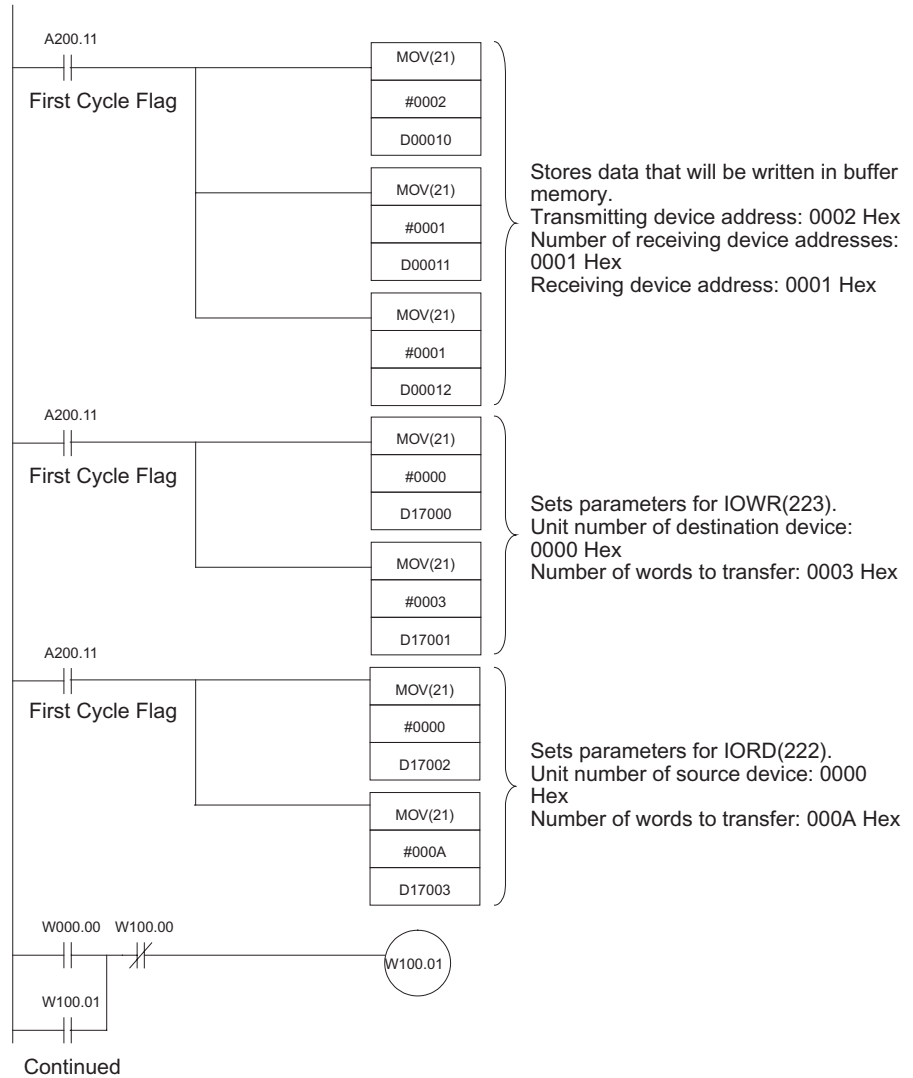 A200.11
First Cycle Flag
MOV(21)
#0002
D00010
MOV(21)
#0001
D00011
MOV(21)
#0001
D00012
Stores data that will be written in buffer
memory.
Transmitting device address: 0002 Hex
Number of receiving device addresses:
0001 Hex
Receiving device address: 0001 Hex
A200.11
First Cycle Flag
MOV(21)
#0000
D17000
MOV(21)
#0003
D17001
Sets parameters for IOWR(223).
Unit number of destination device:
0000 Hex
Number of words to transfer: 0003 Hex
A200.11
First Cycle Flag
MOV(21)
#0000
D17002
MOV(21)
#000A
D17003
Sets parameters for IORD(222).
Unit number of source device: 0000
Hex
Number of words to transfer: 000A Hex
W000.00 W100.00
W100.01
W100.01
Continued